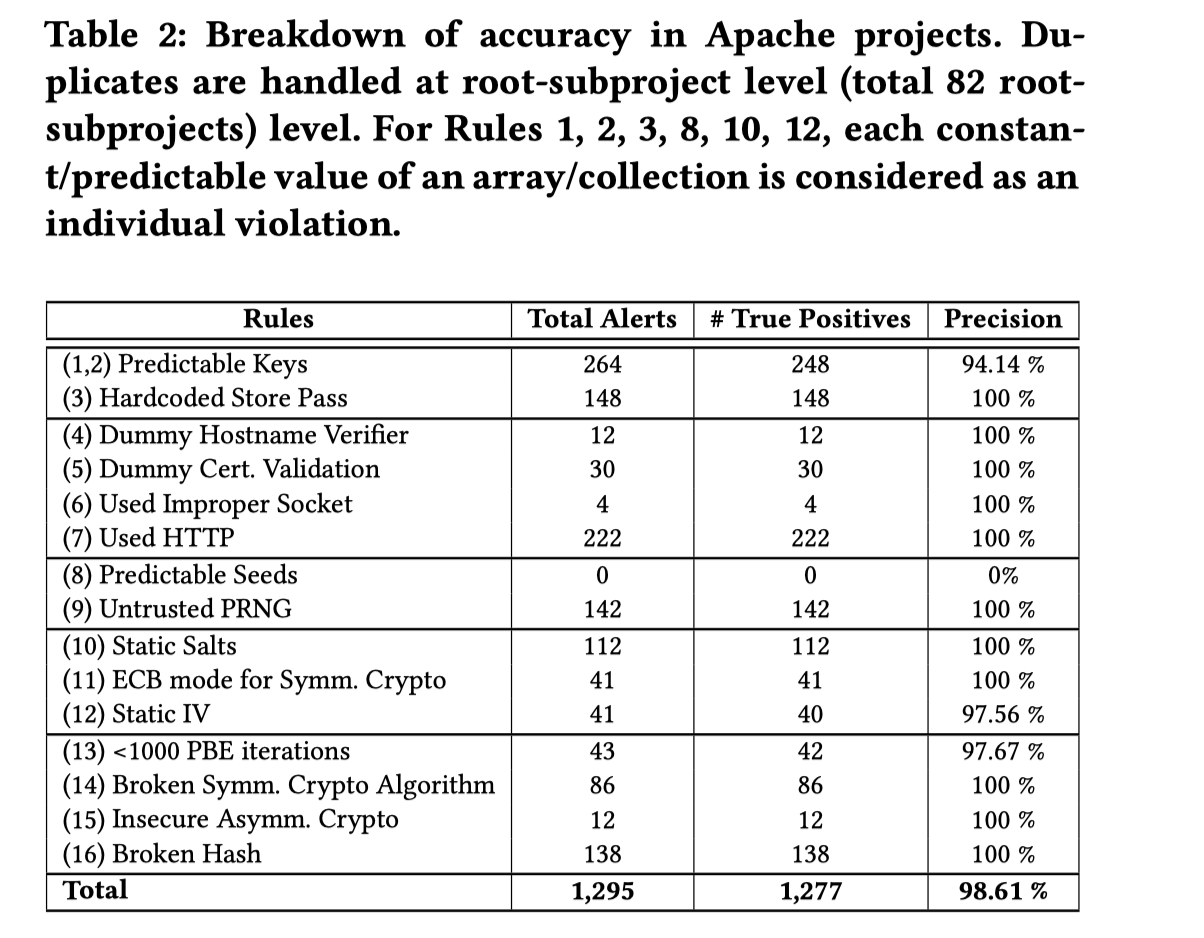 Table 2: Breakdown of accuracy in Apache projects. Du-
plicates are handled at root-subproject level (total 82 root-
subprojects) level. For Rules 1, 2, 3, 8, 10, 12, each constan-
t/predictable value of an array/collection is considered as an
individual violation.
Rules Total Alerts # True Positives Precision
(1,2) Predictable Keys 264 248 94.14 %
(3) Hardcoded Store Pass 148 148 100 %
(4) Dummy Hostname Verifier 12 12 100 %
(5) Dummy Cert. Validation 30 30 100 %
(6) Used Improper Socket 4 4 100 %
(7) Used HTTP 222 222 100 %
(8) Predictable Seeds 0 0 0%
(9) Untrusted PRNG 142 142 100 %
(10) Static Salts 112 112 100 %
(11) ECB mode for Symm. Crypto 41 41 100 %
(12) Static IV 41 40 97.56 %
(13) <1000 PBE iterations 43 42 97.67 %
(14) Broken Symm. Crypto Algorithm 86 86 100 %
(15) Insecure Asymm. Crypto 12 12 100 %
(16) Broken Hash 138 138 100 %
Total 1,295 1,277 98.61 %